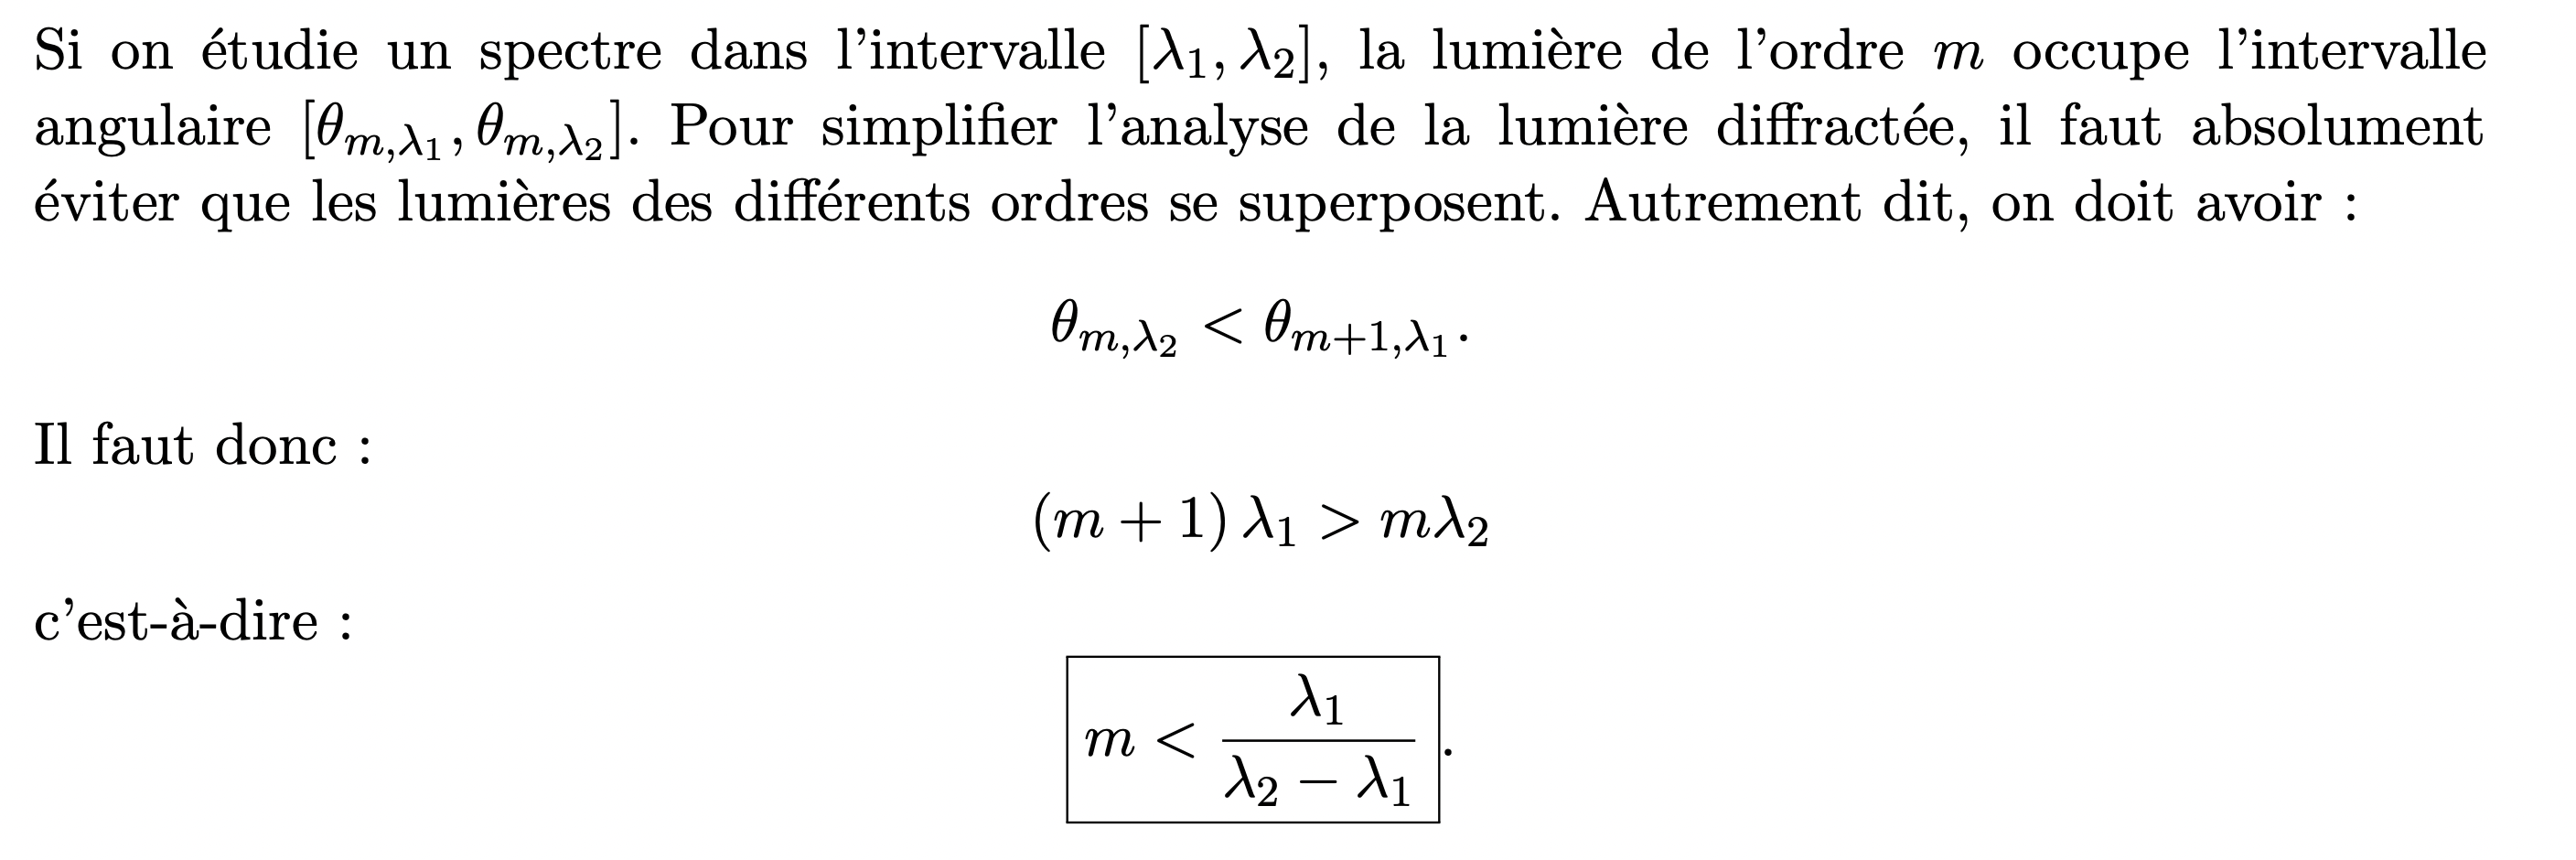 Si on étudie un spectre dans l'intervalle [λ₁, λ₂], la lumière de l'ordre m occupe l'intervalle
angulaire [θ_{m,λ₁}, θ_{m,λ₂}]. Pour simplifier l'analyse de la lumière diffractée, il faut absolument
éviter que les lumières des différents ordres se superposent. Autrement dit, on doit avoir :
θ_{m,λ₂} < θ_{m+1,λ₁}.
Il faut donc :
(m + 1) λ₁ > mλ₂
c'est-à-dire :
m < \frac{λ₁}{λ₂ − λ₁}.